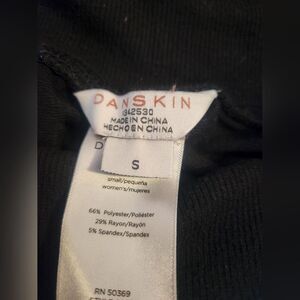 DANSKIN
342530
MADE IN CHINA
HECHO EN CHINA
D
S
small/pequeña
women's/mujeres
66% Polyester/Poliéster
29% Rayon/Rayón
5% Spandex/Spandex
RN 50369